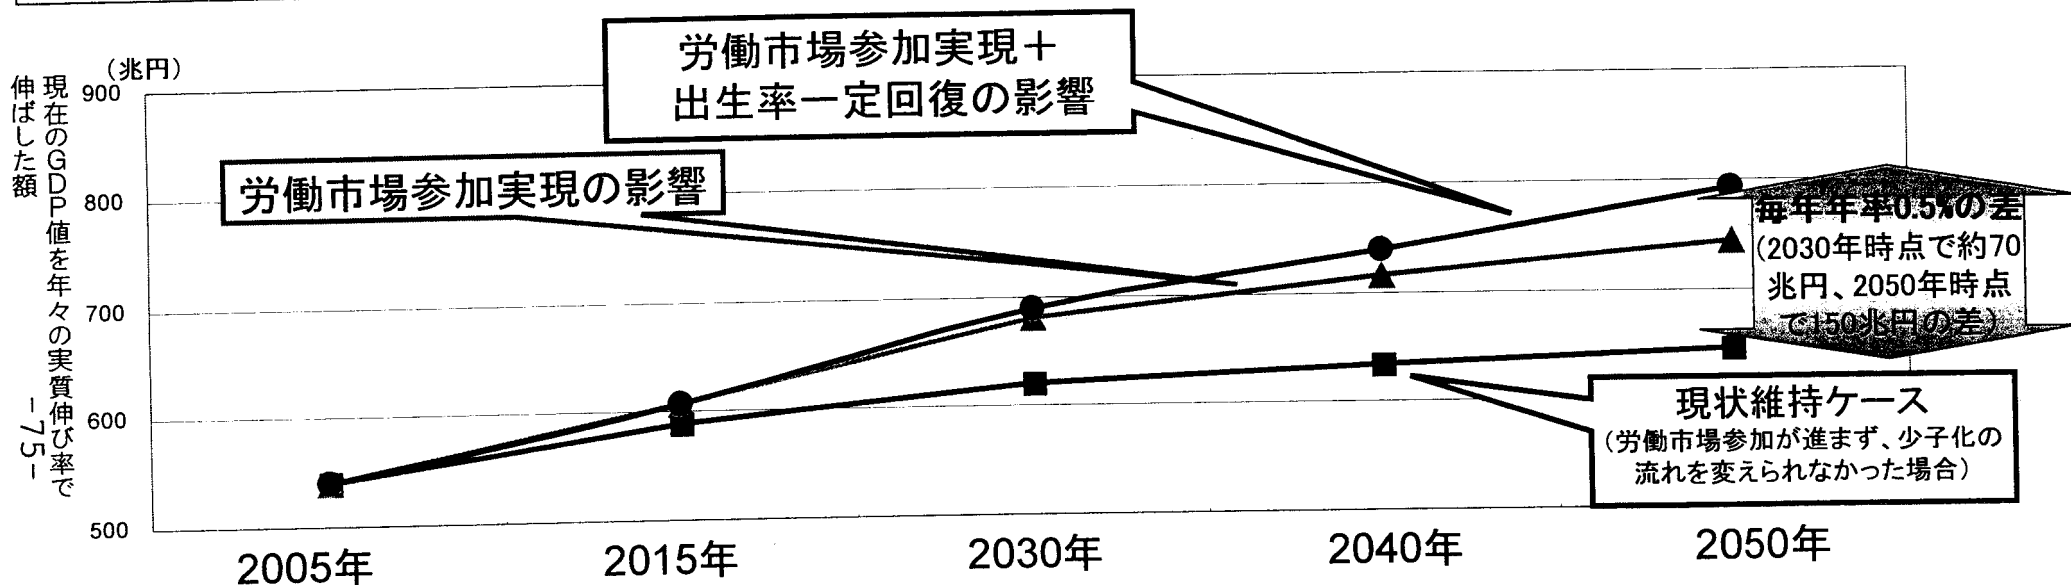 労働市場参加実現＋
出生率一定回復の影響
（兆円）
現在のGDP値を年々の実質伸び率で
伸ばした額
900
800
700
600
500
労働市場参加実現の影響
毎年年率0.5%の差
(2030年時点で約70
兆円、2050年時点
で150兆円の差)
現状維持ケース
（労働市場参加が進まず、少子化の
流れを変えられなかった場合）
2005年
2015年
2030年
2040年
2050年
－75－